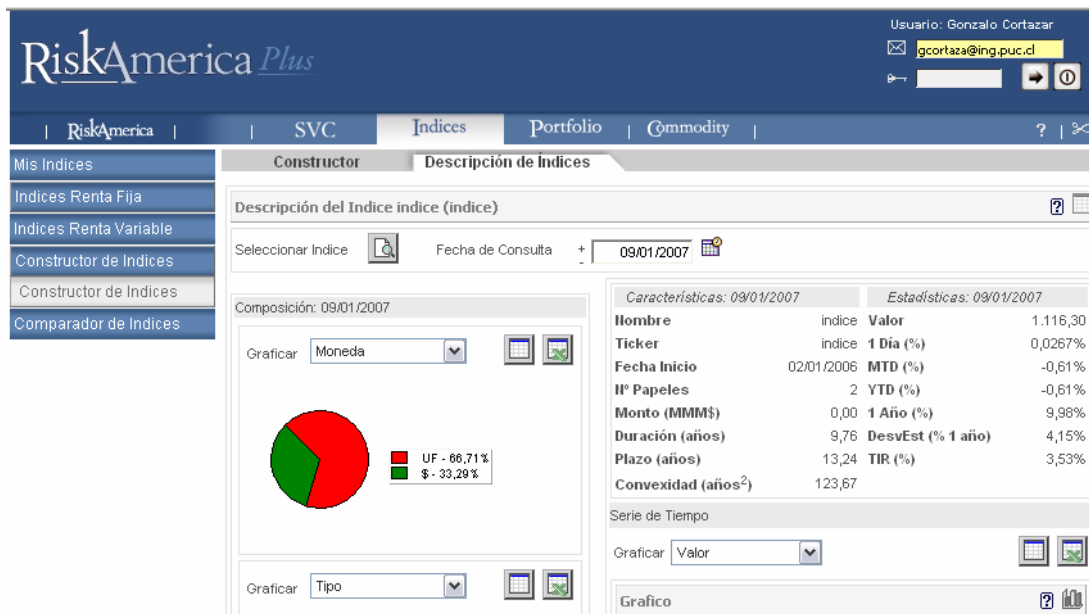 RiskAmerica Plus
Usuario: Gonzalo Cortazar
gcortaza@ing.puc.cl
| RiskAmerica |
| SVC
Indices
Portfolio
| Commodity |
? |
Mis Indices
Indices Renta Fija
Indices Renta Variable
Constructor de Indices
Constructor de Indices
Comparador de Indices
Constructor
Descripción de Índices
Descripción del Indice indice (indice)
?
Seleccionar Indice
Fecha de Consulta
+
-
09/01/2007
Composición: 09/01/2007
Graficar Moneda
UF - 66,71%
$ - 33,29%
Graficar Tipo
Características: 09/01/2007
Nombre indice
Ticker indice
Fecha Inicio 02/01/2006
Nº Papeles 2
Monto (MMM$) 0,00
Duración (años) 9,76
Plazo (años) 13,24
Convexidad (años²) 123,67
Estadísticas: 09/01/2007
Valor 1.116,30
1 Día (%) 0,0267%
MTD (%) -0,61%
YTD (%) -0,61%
1 Año (%) 9,98%
DesvEst (% 1 año) 4,15%
TIR (%) 3,53%
Serie de Tiempo
Graficar Valor
Grafico
?